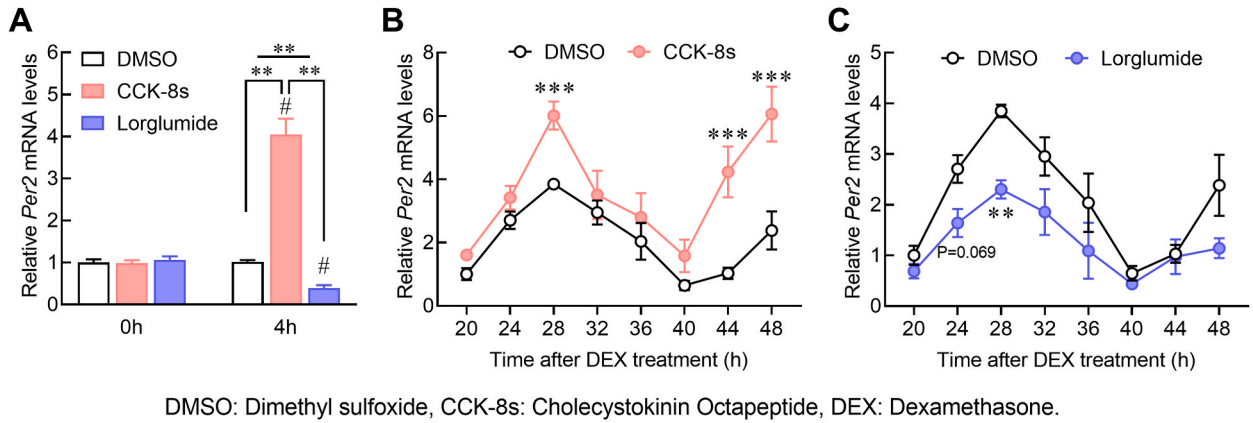 A
Relative Per2 mRNA levels
6
5
4
3
2
1
0
DMSO
CCK-8s
Lorglumide
**
** **
#
#
0h 4h
B
Relative Per2 mRNA levels
8
6
4
2
0
DMSO CCK-8s
***
***
***
20 24 28 32 36 40 44 48
Time after DEX treatment (h)
C
Relative Per2 mRNA levels
5
4
3
2
1
0
DMSO Lorglumide
**
P=0.069
20 24 28 32 36 40 44 48
Time after DEX treatment (h)
DMSO: Dimethyl sulfoxide, CCK-8s: Cholecystokinin Octapeptide, DEX: Dexamethasone.